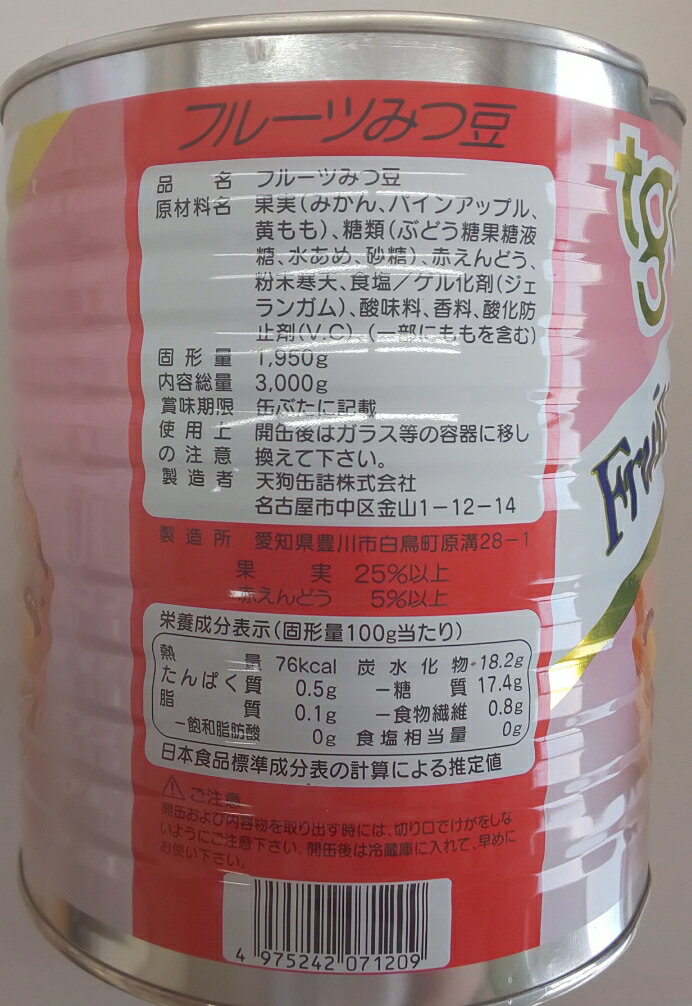 フルーツみつ豆
品名 フルーツみつ豆
原材料名 果実(みかん、パインアップル、
黄もも)、糖類(ぶどう糖果糖液
糖、水あめ、砂糖)、赤えんどう、
粉末寒天、食塩/ゲル化剤(ジェ
ランガム)、酸味料、香料、酸化防
止剤(V.C)、(一部にももを含む)
固形量 1,950g
内容総量 3,000g
賞味期限 缶ぶたに記載
使用上 開缶後はガラス等の容器に移し
の注意 換えて下さい。
製造者 天狗缶詰株式会社
名古屋市中区金山1-12-14
製造所 愛知県豊川市白鳥町原溝28-1
果実 25%以上
赤えんどう 5%以上
栄養成分表示(固形量100g当たり)
熱量 76kcal 炭水化物 18.2g
たんぱく質 0.5g -糖質 17.4g
脂質 0.1g -食物繊維 0.8g
-飽和脂肪酸 0g 食塩相当量 0g
日本食品標準成分表の計算による推定値
ご注意
開缶および内容物を取り出す時には、切り口でけがをしな
いようにご注意下さい。開缶後は冷蔵庫に入れて、早めに
お使い下さい。
4 975242 071209